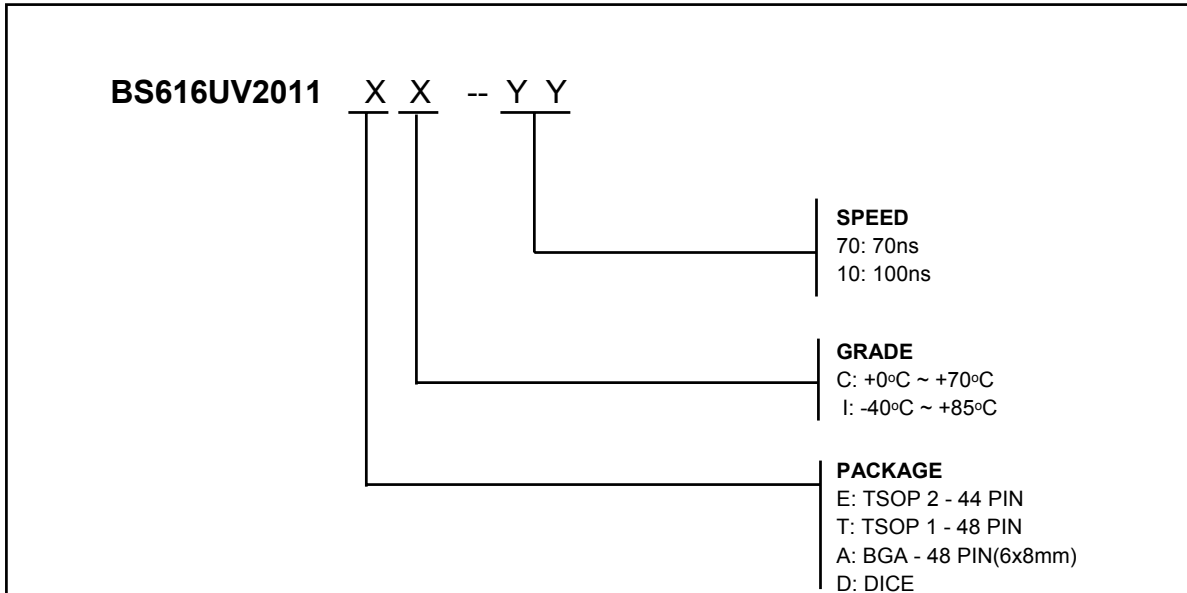 BS616UV2011 X X -- Y Y
SPEED
70: 70ns
10: 100ns
GRADE
C: +0oC ~ +70oC
I: -40oC ~ +85oC
PACKAGE
E: TSOP 2 - 44 PIN
T: TSOP 1 - 48 PIN
A: BGA - 48 PIN(6x8mm)
D: DICE